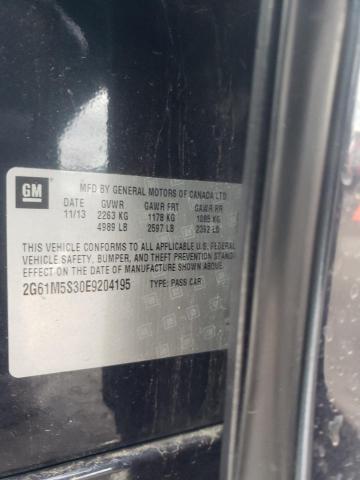 GM
MFD BY GENERAL MOTORS OF CANADA LTD
DATE GVWR GAWR FRT GAWR RR
11/13 2263 KG 1178 KG 1085 KG
4989 LB 2597 LB 2392 LB
THIS VEHICLE CONFORMS TO ALL APPLICABLE U.S. FEDERAL
VEHICLE SAFETY, BUMPER, AND THEFT PREVENTION STANDARDS
IN EFFECT ON THE DATE OF MANUFACTURE SHOWN ABOVE.
2G61M5S30E9204195 TYPE: PASS CAR